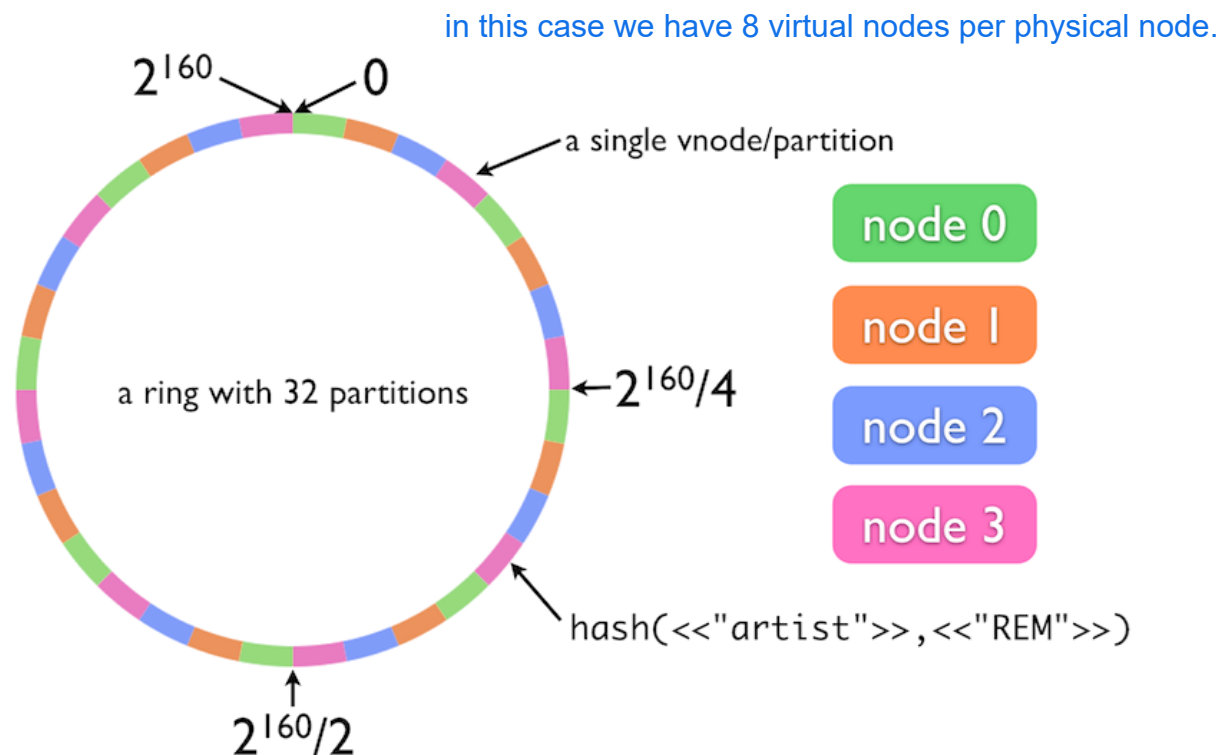 in this case we have 8 virtual nodes per physical node.
2¹⁶⁰
0
a single vnode/partition
node 0
node 1
2¹⁶⁰/4
a ring with 32 partitions
node 2
node 3
hash(<<"artist">>,<<"REM">>)
2¹⁶⁰/2